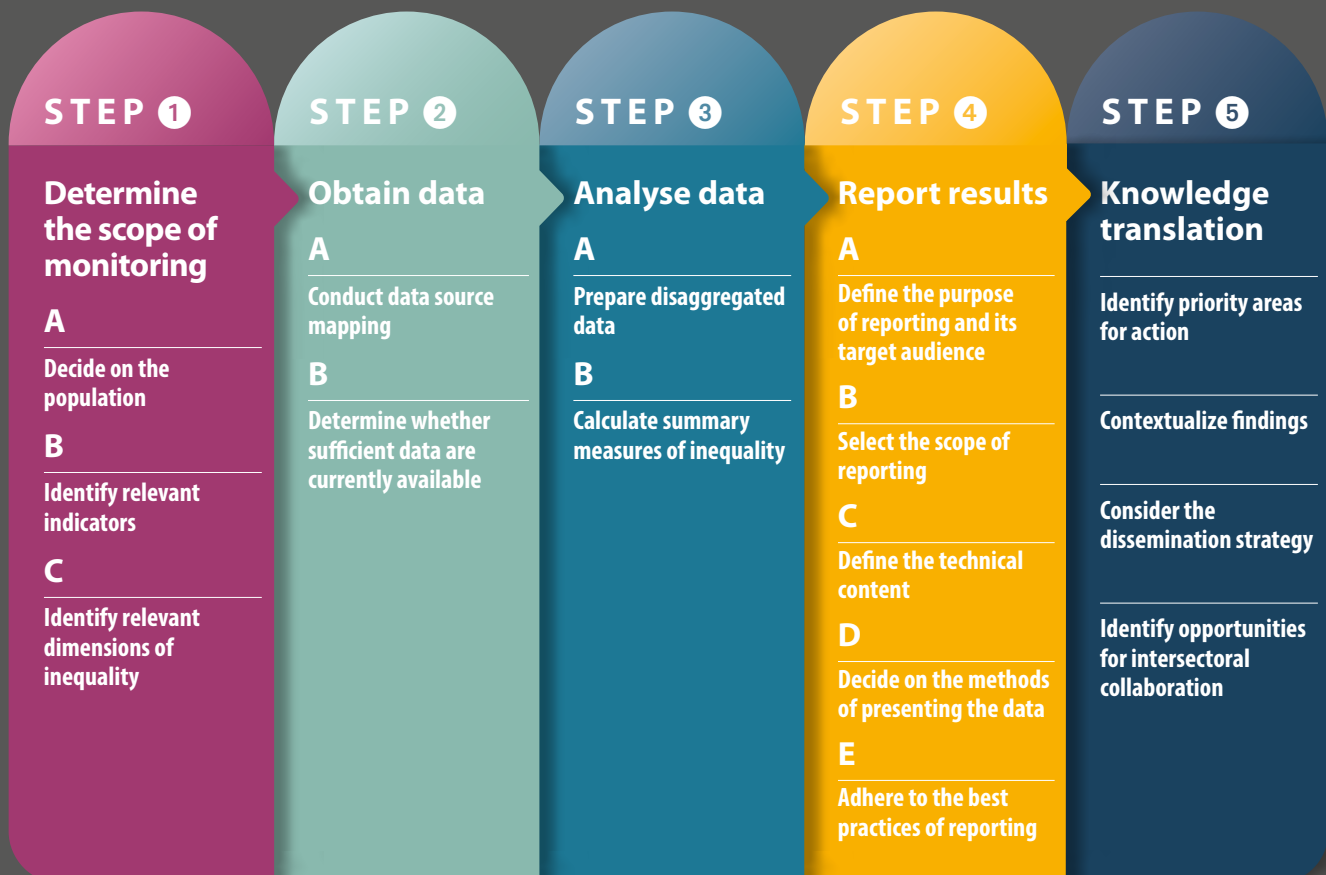 STEP 1
Determine
the scope of
monitoring
A
Decide on the
population
B
Identify relevant
indicators
C
Identify relevant
dimensions of
inequality
STEP 2
Obtain data
A
Conduct data source
mapping
B
Determine whether
sufficient data are
currently available
STEP 3
Analyse data
A
Prepare disaggregated
data
B
Calculate summary
measures of inequality
STEP 4
Report results
A
Define the purpose
of reporting and its
target audience
B
Select the scope of
reporting
C
Define the technical
content
D
Decide on the methods
of presenting the data
E
Adhere to the best
practices of reporting
STEP 5
Knowledge
translation
Identify priority areas
for action
Contextualize findings
Consider the
dissemination strategy
Identify opportunities
for intersectoral
collaboration